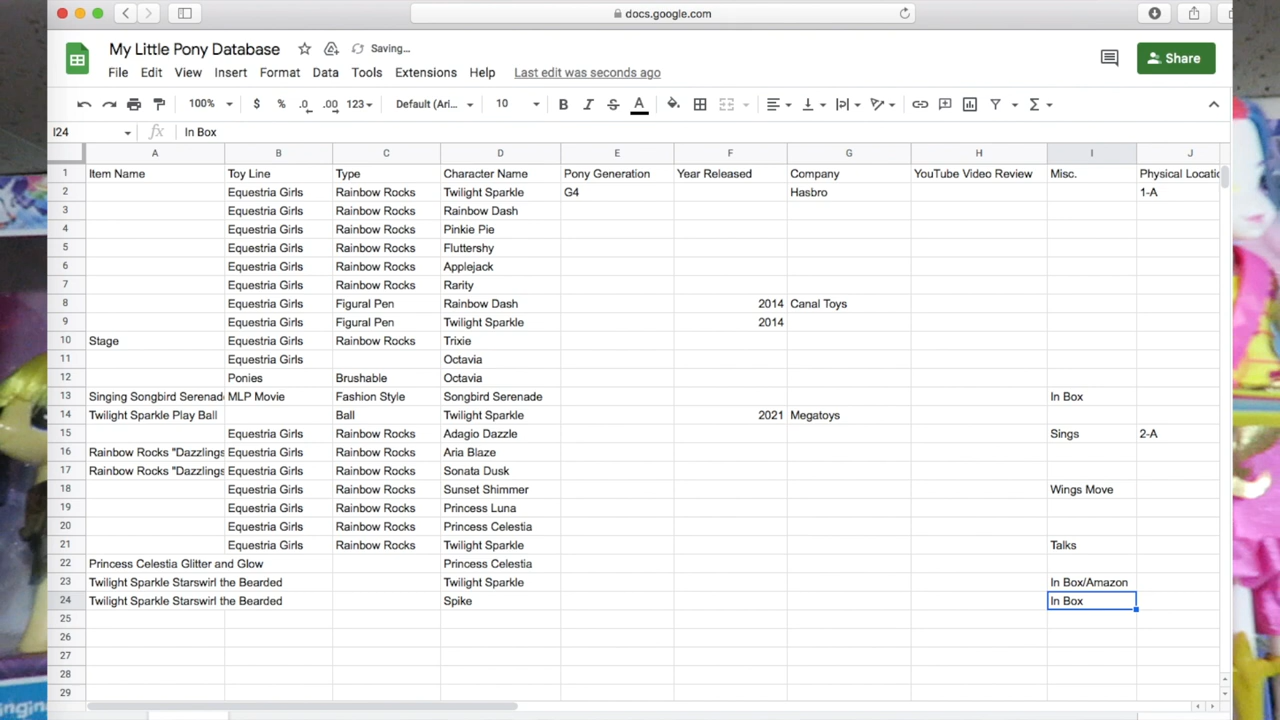 docs.google.com
My Little Pony Database Saving...
File Edit View Insert Format Data Tools Extensions Help Last edit was seconds ago Share
100% $ % .0 .00 123 Default (Ari... 10 B I S A
I24 fx In Box
A B C D E F G H I J
1 Item Name Toy Line Type Character Name Pony Generation Year Released Company YouTube Video Review Misc. Physical Locatic
2 Equestria Girls Rainbow Rocks Twilight Sparkle G4 Hasbro 1-A
3 Equestria Girls Rainbow Rocks Rainbow Dash
4 Equestria Girls Rainbow Rocks Pinkie Pie
5 Equestria Girls Rainbow Rocks Fluttershy
6 Equestria Girls Rainbow Rocks Applejack
7 Equestria Girls Rainbow Rocks Rarity
8 Equestria Girls Figural Pen Rainbow Dash 2014 Canal Toys
9 Equestria Girls Figural Pen Twilight Sparkle 2014
10 Stage Equestria Girls Rainbow Rocks Trixie
11 Equestria Girls Octavia
12 Ponies Brushable Octavia
13 Singing Songbird Serenad MLP Movie Fashion Style Songbird Serenade In Box
14 Twilight Sparkle Play Ball Ball Twilight Sparkle 2021 Megatoys
15 Equestria Girls Rainbow Rocks Adagio Dazzle Sings 2-A
16 Rainbow Rocks "Dazzlings Equestria Girls Rainbow Rocks Aria Blaze
17 Rainbow Rocks "Dazzlings Equestria Girls Rainbow Rocks Sonata Dusk
18 Equestria Girls Rainbow Rocks Sunset Shimmer Wings Move
19 Equestria Girls Rainbow Rocks Princess Luna
20 Equestria Girls Rainbow Rocks Princess Celestia
21 Equestria Girls Rainbow Rocks Twilight Sparkle Talks
22 Princess Celestia Glitter and Glow Princess Celestia
23 Twilight Sparkle Starswirl the Bearded Twilight Sparkle In Box/Amazon
24 Twilight Sparkle Starswirl the Bearded Spike In Box
25
26
27
28
29